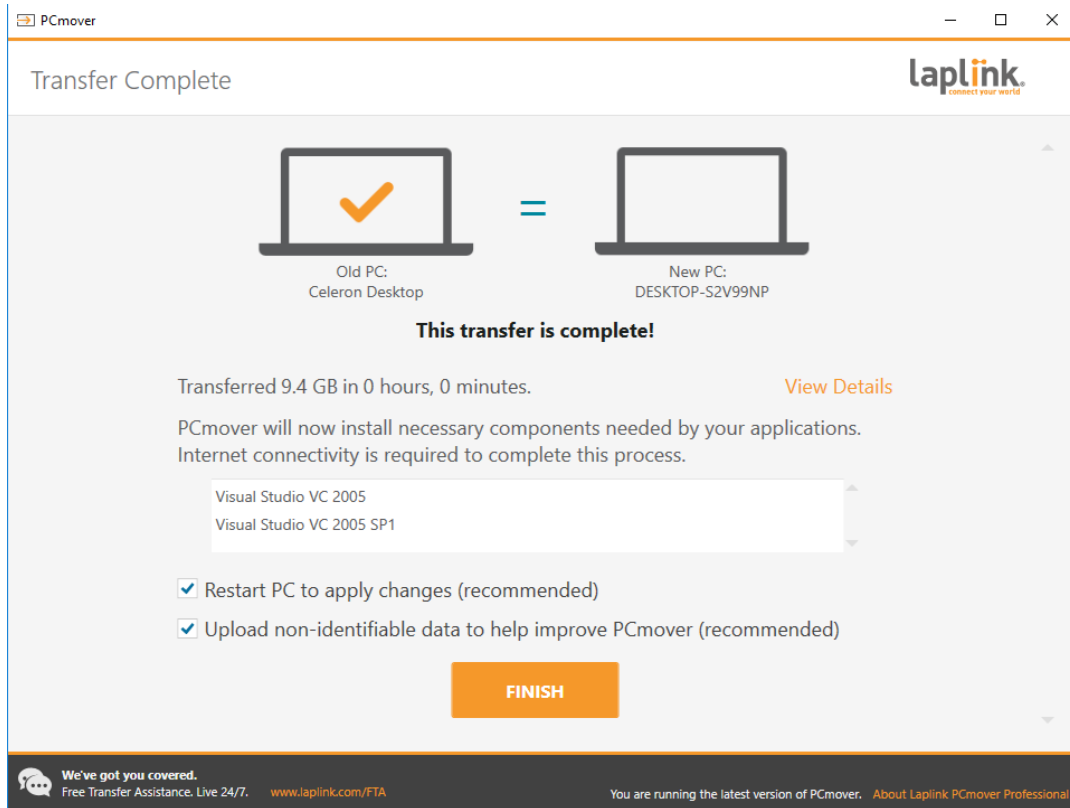 PCmover
Transfer Complete
laplink.
connect your world
Old PC:
Celeron Desktop
=
New PC:
DESKTOP-S2V99NP
This transfer is complete!
Transferred 9.4 GB in 0 hours, 0 minutes.
View Details
PCmover will now install necessary components needed by your applications.
Internet connectivity is required to complete this process.
Visual Studio VC 2005
Visual Studio VC 2005 SP1
Restart PC to apply changes (recommended)
Upload non-identifiable data to help improve PCmover (recommended)
FINISH
We've got you covered.
Free Transfer Assistance. Live 24/7. www.laplink.com/FTA
You are running the latest version of PCmover. About Laplink PCmover Professional